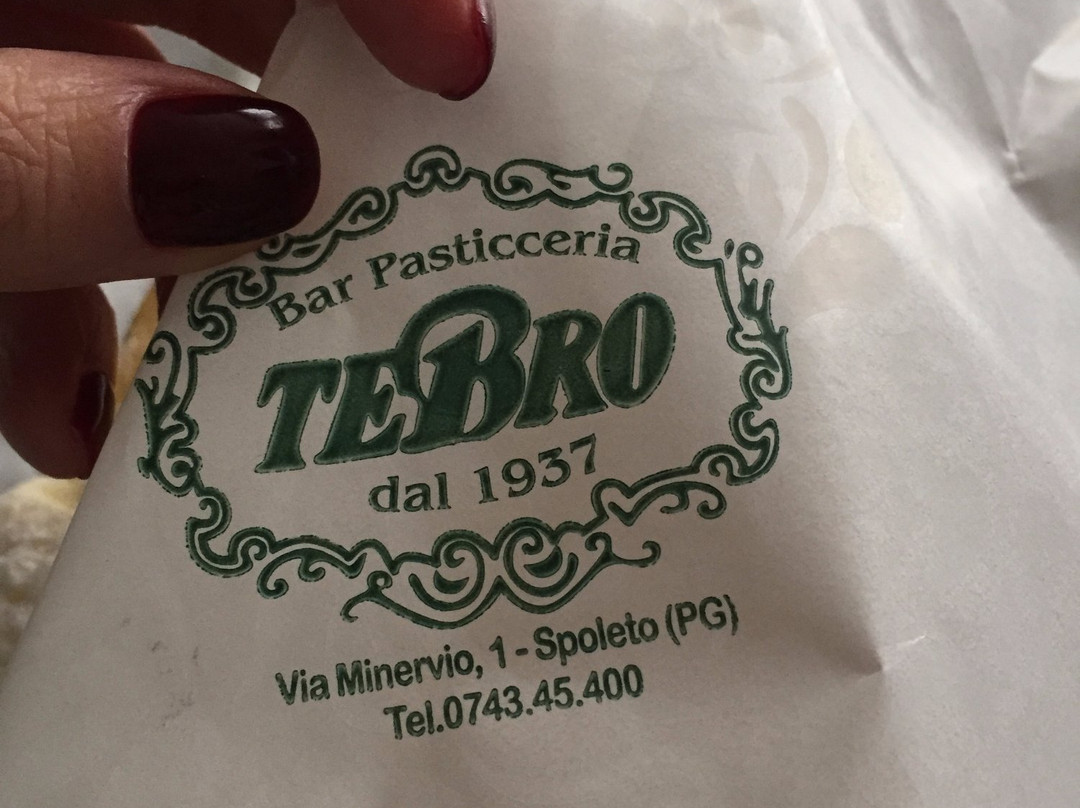 Bar Pasticceria
TEBRO
dal 1937
Via Minervio, 1 - Spoleto (PG)
Tel.0743.45.400